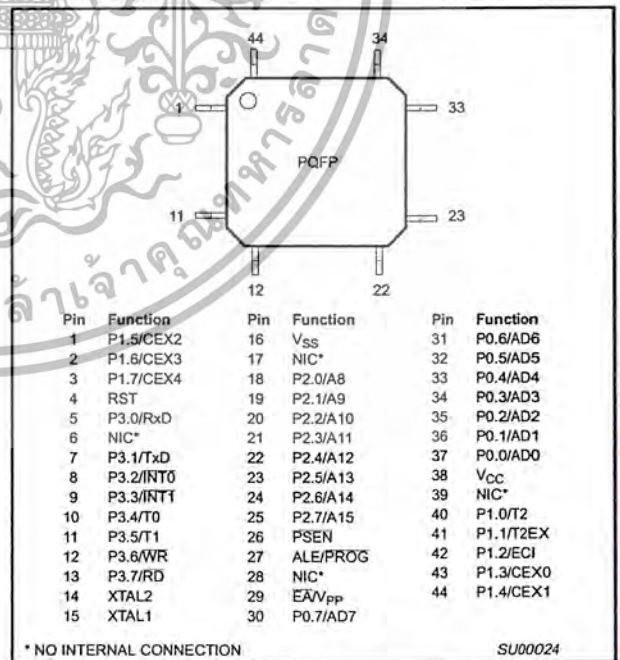 44 34
1 33
PQFP
11 23
12 22
Pin Function Pin Function Pin Function
1 P1.5/CEX2 16 VSS 31 P0.6/AD6
2 P1.6/CEX3 17 NIC* 32 P0.5/AD5
3 P1.7/CEX4 18 P2.0/A8 33 P0.4/AD4
4 RST 19 P2.1/A9 34 P0.3/AD3
5 P3.0/RxD 20 P2.2/A10 35 P0.2/AD2
6 NIC* 21 P2.3/A11 36 P0.1/AD1
7 P3.1/TxD 22 P2.4/A12 37 P0.0/AD0
8 P3.2/I̅N̅T̅0̅ 23 P2.5/A13 38 VCC
9 P3.3/I̅N̅T̅1̅ 24 P2.6/A14 39 NIC*
10 P3.4/T0 25 P2.7/A15 40 P1.0/T2
11 P3.5/T1 26 P̅S̅E̅N̅ 41 P1.1/T2EX
12 P3.6/W̅R̅ 27 ALE/P̅R̅O̅G̅ 42 P1.2/ECI
13 P3.7/R̅D̅ 28 NIC* 43 P1.3/CEX0
14 XTAL2 29 E̅A̅/VPP 44 P1.4/CEX1
15 XTAL1 30 P0.7/AD7
* NO INTERNAL CONNECTION SU00024